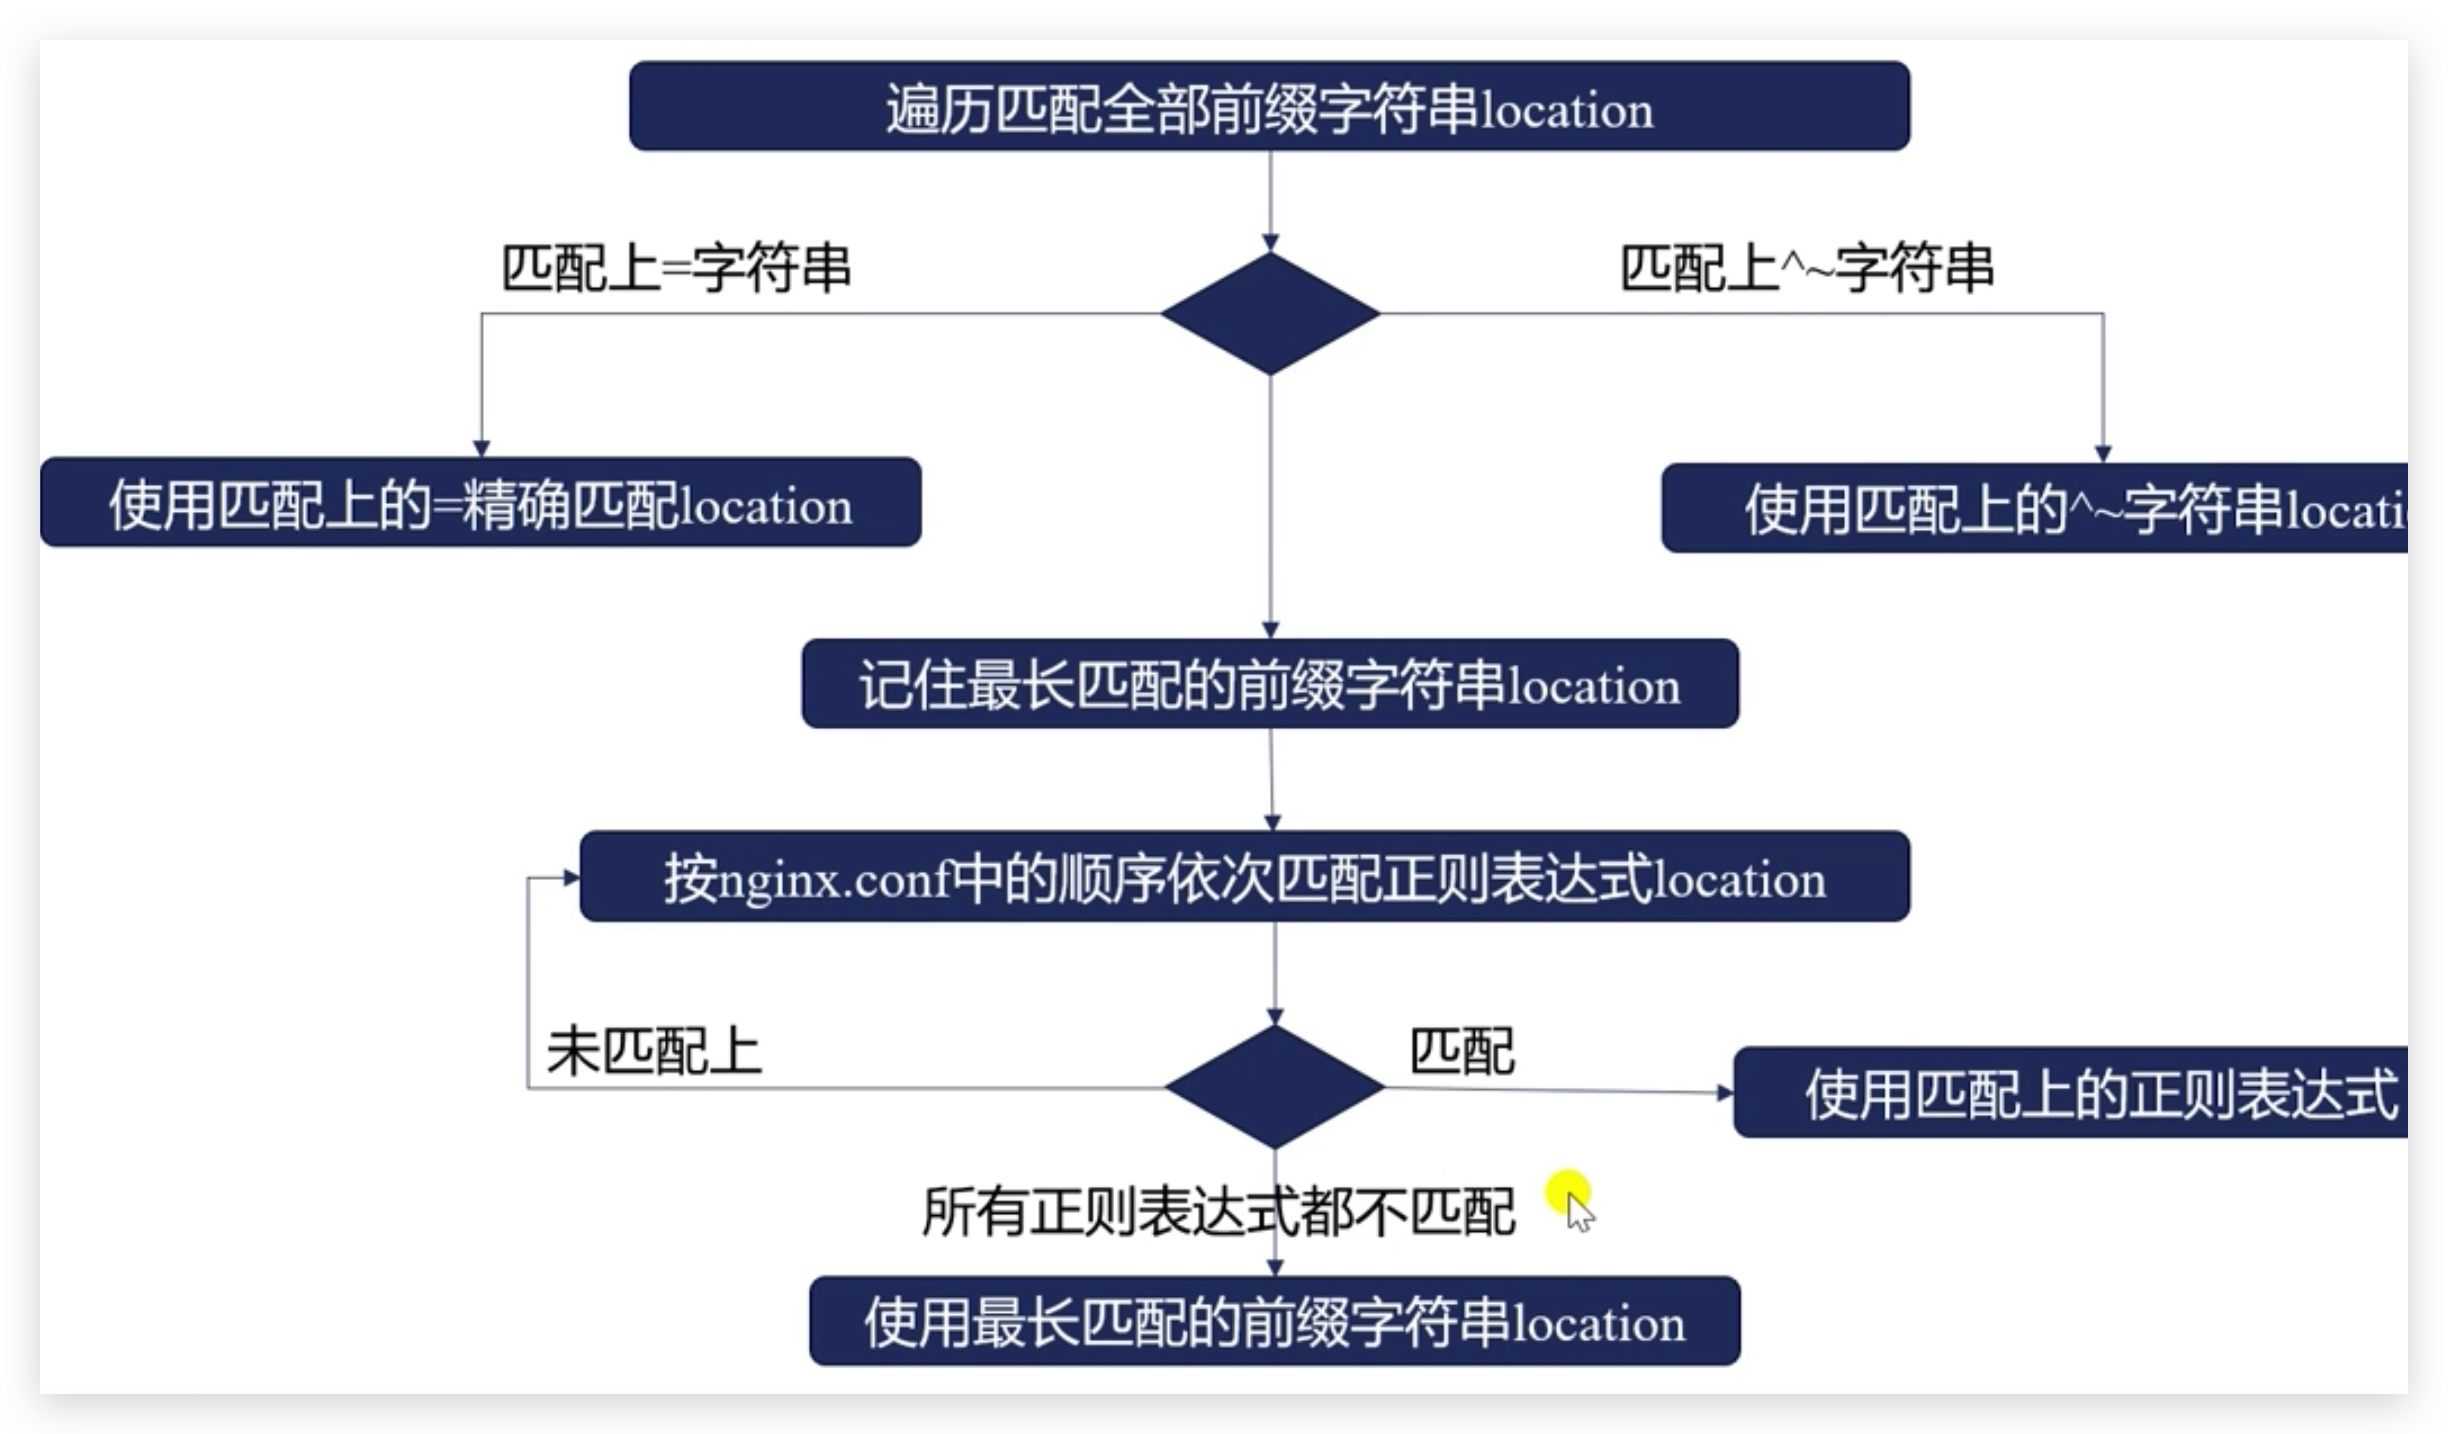 遍历匹配全部前缀字符串location
匹配上=字符串
匹配上^~字符串
使用匹配上的=精确匹配location
使用匹配上的^~字符串locati
记住最长匹配的前缀字符串location
按nginx.conf中的顺序依次匹配正则表达式location
未匹配上
匹配
使用匹配上的正则表达式
所有正则表达式都不匹配
使用最长匹配的前缀字符串location